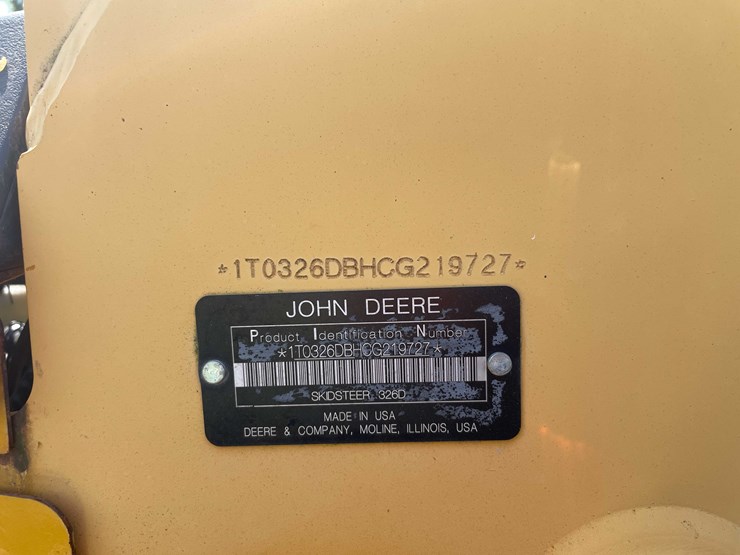 *1T0326DBHCG219727*
JOHN DEERE
Product Identification Number
*1T0326DBHCG219727*
SKIDSTEER 326D
MADE IN USA
DEERE & COMPANY, MOLINE, ILLINOIS, USA